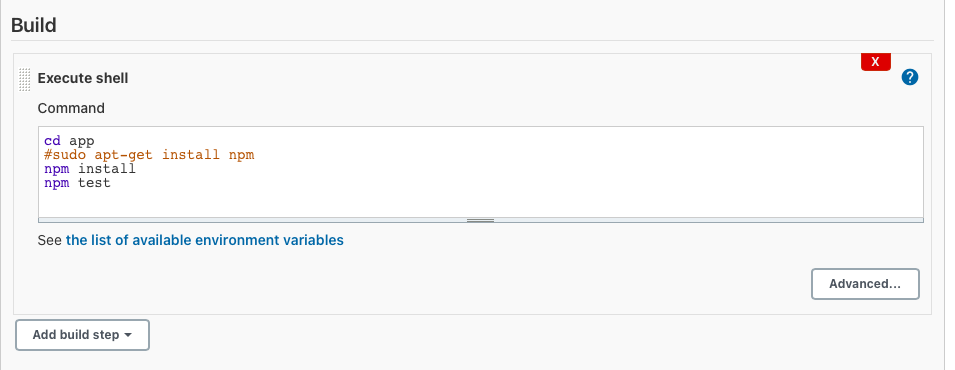 Build
X
Execute shell
?
Command
cd app
#sudo apt-get install npm
npm install
npm test
See the list of available environment variables
Advanced...
Add build step